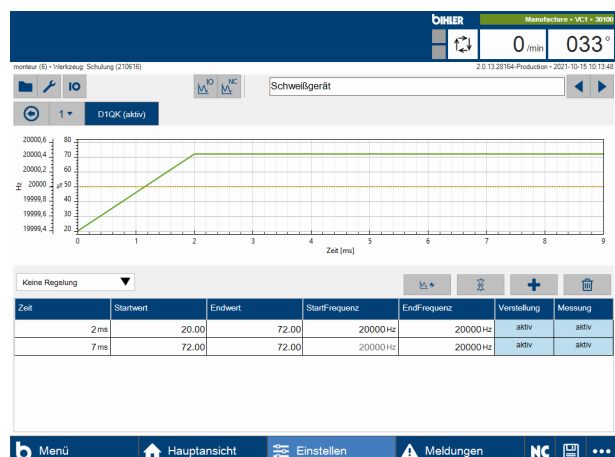 BIHLER Manufacture • VC1 • 30100
0 /min 033°
monteur (6) • Werkzeug: Schulung (210616) 2.0.13.28164-Production • 2021-10-15 10:13:48
IO IO NC Schweißgerät
1 D1QK (aktiv)
20000,6 80
20000,4 70
20000,2 60
Hz 20000 % 50
19999,8 40
19999,6 30
19999,4 20
0 1 2 3 4 5 6 7 8 9
Zeit [ms]
Keine Regelung
Zeit Startwert Endwert StartFrequenz EndFrequenz Verstellung Messung
2 ms 20.00 72.00 20000 Hz 20000 Hz aktiv aktiv
7 ms 72.00 72.00 20000 Hz 20000 Hz aktiv aktiv
b Menü Hauptansicht Einstellen Meldungen NC